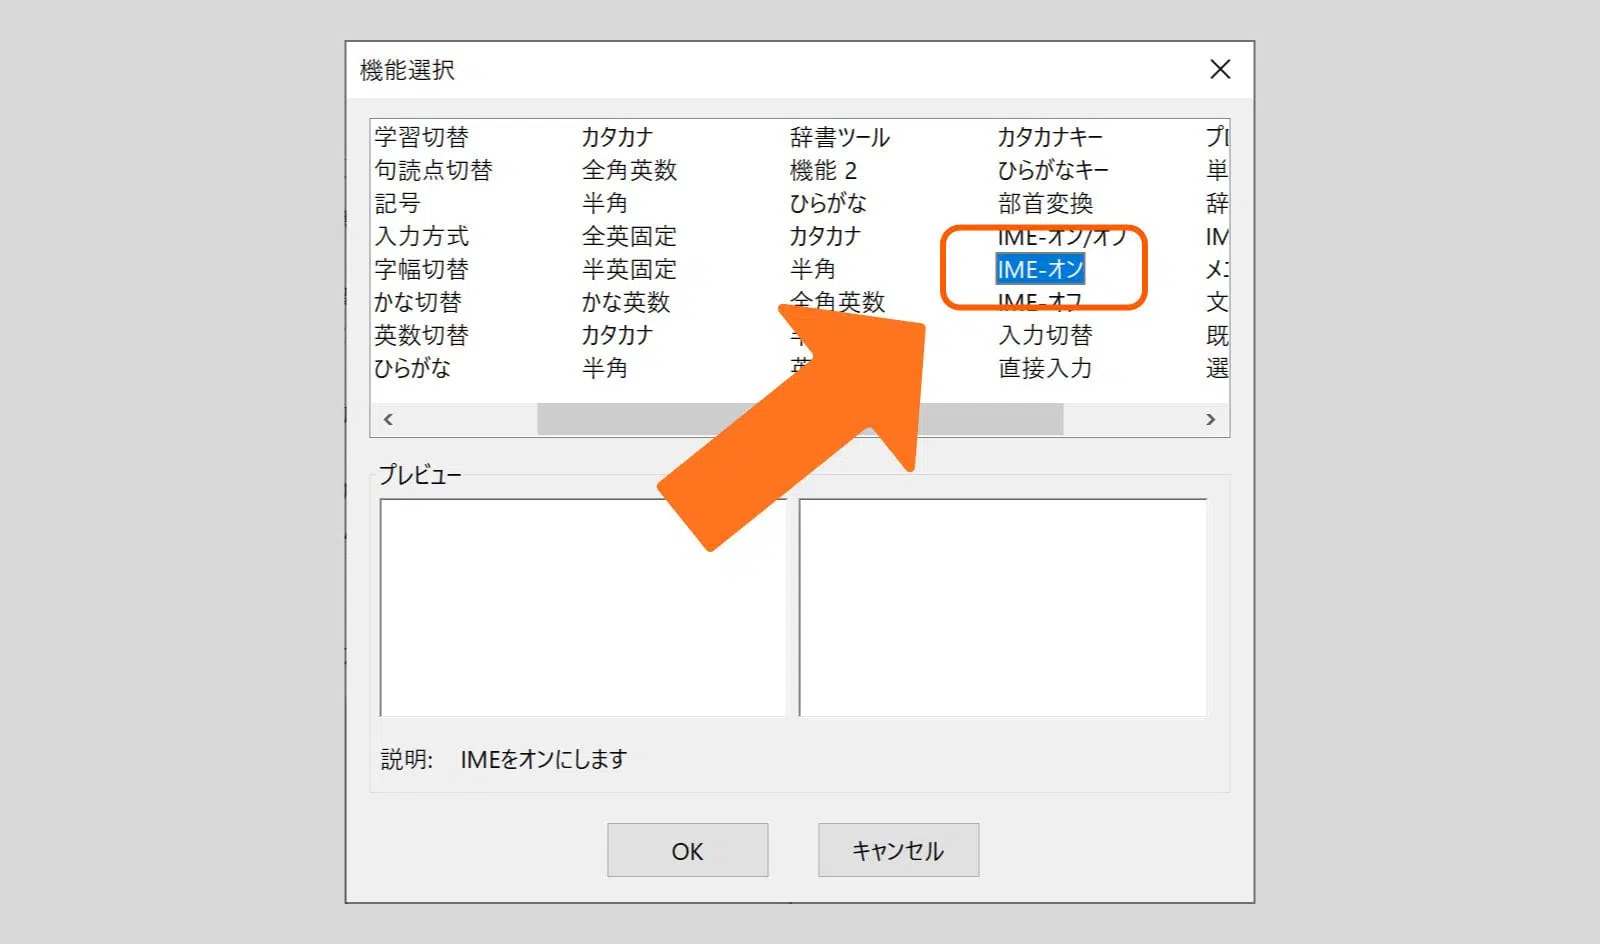 機能選択
学習切替 カタカナ 辞書ツール カタカナキー
句読点切替 全角英数 機能 2 ひらがなキー 単
記号 半角 ひらがな 部首変換 辞
入力方式 全英固定 カタカナ IME-オン/オフ IM
字幅切替 半英固定 半角 IME-オン
かな切替 かな英数 全角英数 IME-オフ 文
英数切替 カタカナ 入力切替 既
ひらがな 半角 直接入力 選
プレビュー
説明: IMEをオンにします
OK キャンセル